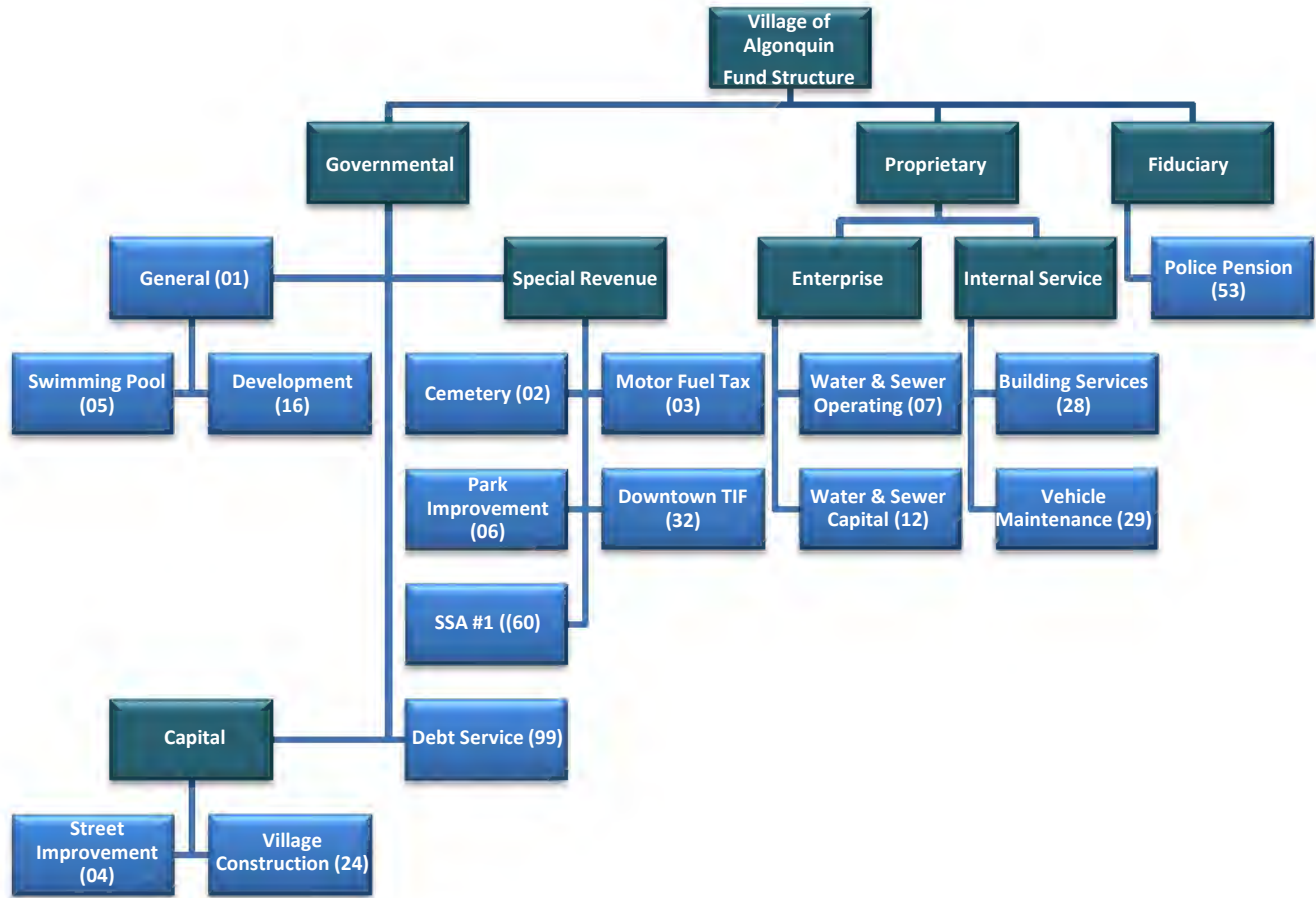 Village of
Algonquin
Fund Structure
Governmental
Proprietary
Fiduciary
General (01)
Special Revenue
Enterprise
Internal Service
Police Pension
(53)
Swimming Pool
(05)
Development
(16)
Cemetery (02)
Motor Fuel Tax
(03)
Water & Sewer
Operating (07)
Building Services
(28)
Park
Improvement
(06)
Downtown TIF
(32)
Water & Sewer
Capital (12)
Vehicle
Maintenance (29)
SSA #1 ((60)
Capital
Debt Service (99)
Street
Improvement
(04)
Village
Construction (24)